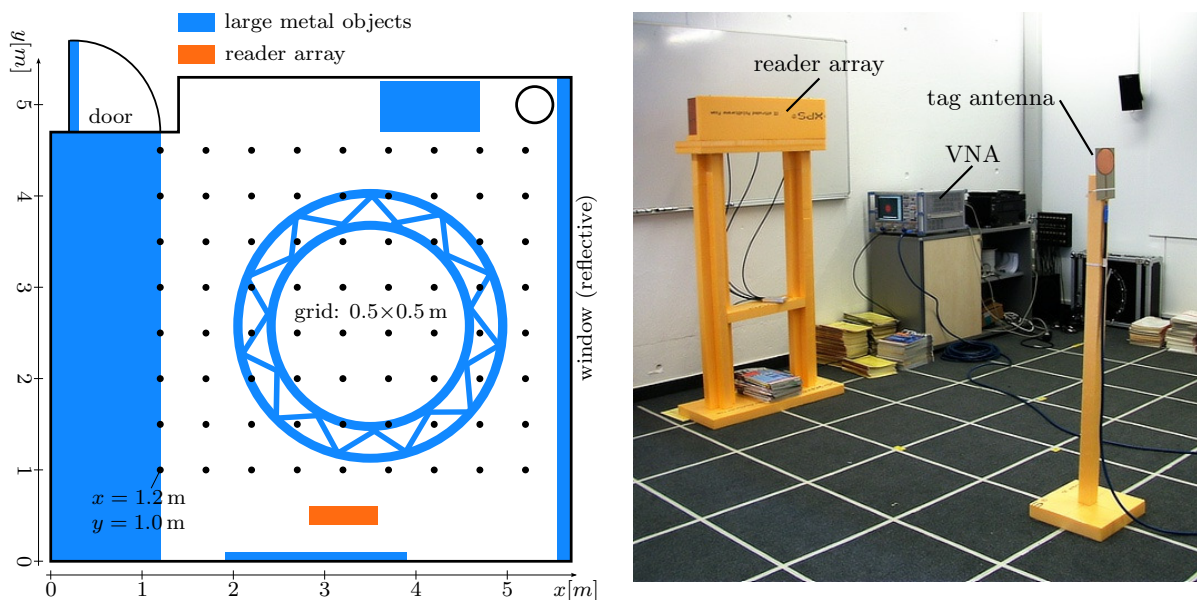 large metal objects
reader array
y[m]
5
4
3
2
1
0
door
grid: 0.5×0.5 m
window (reflective)
x = 1.2 m
y = 1.0 m
0
1
2
3
4
5
x[m]
reader array
XPS®
tag antenna
VNA